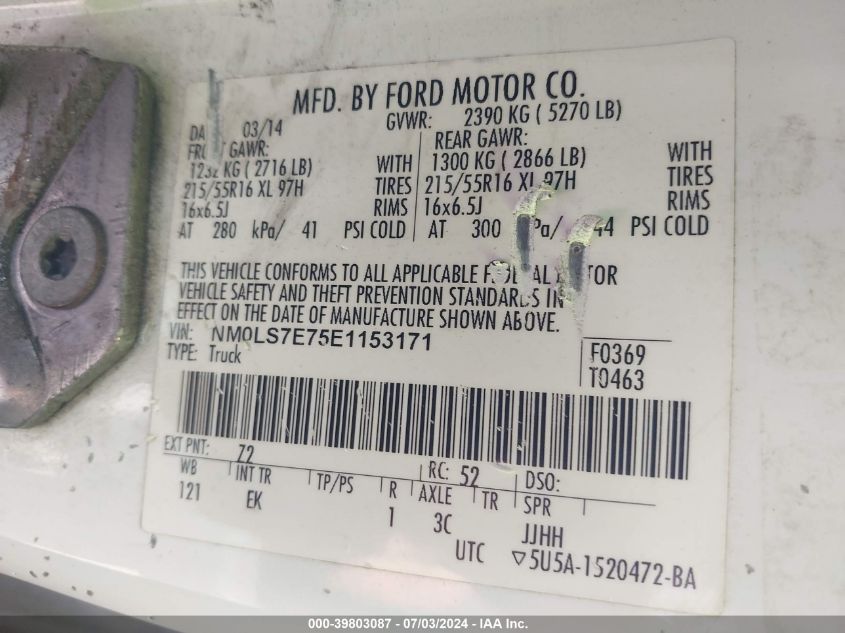 MFD. BY FORD MOTOR CO.
03/14 GVWR: 2390 KG ( 5270 LB)
GAWR: REAR GAWR:
KG ( 2716 LB) WITH 1300 KG ( 2866 LB) WITH
215/55R16 XL 97H TIRES 215/55R16 XL 97H TIRES
16x6.5J RIMS 16x6.5J RIMS
AT 280 kPa/ 41 PSI COLD AT 300 44 PSI COLD
THIS VEHICLE CONFORMS TO ALL APPLICABLE
VEHICLE SAFETY AND THEFT PREVENTION STANDARDS IN
EFFECT ON THE DATE OF MANUFACTURE SHOWN ABOVE.
VIN: NM0LS7E75E1153171 F0369
TYPE: Truck T0463
EXT PNT: Z2 RC: 52 DSO:
WB INT TR TP/PS R AXLE TR SPR
121 EK 1 3C JJHH
UTC ▽5U5A-1520472-BA
000-39803087 - 07/03/2024 - IAA Inc.